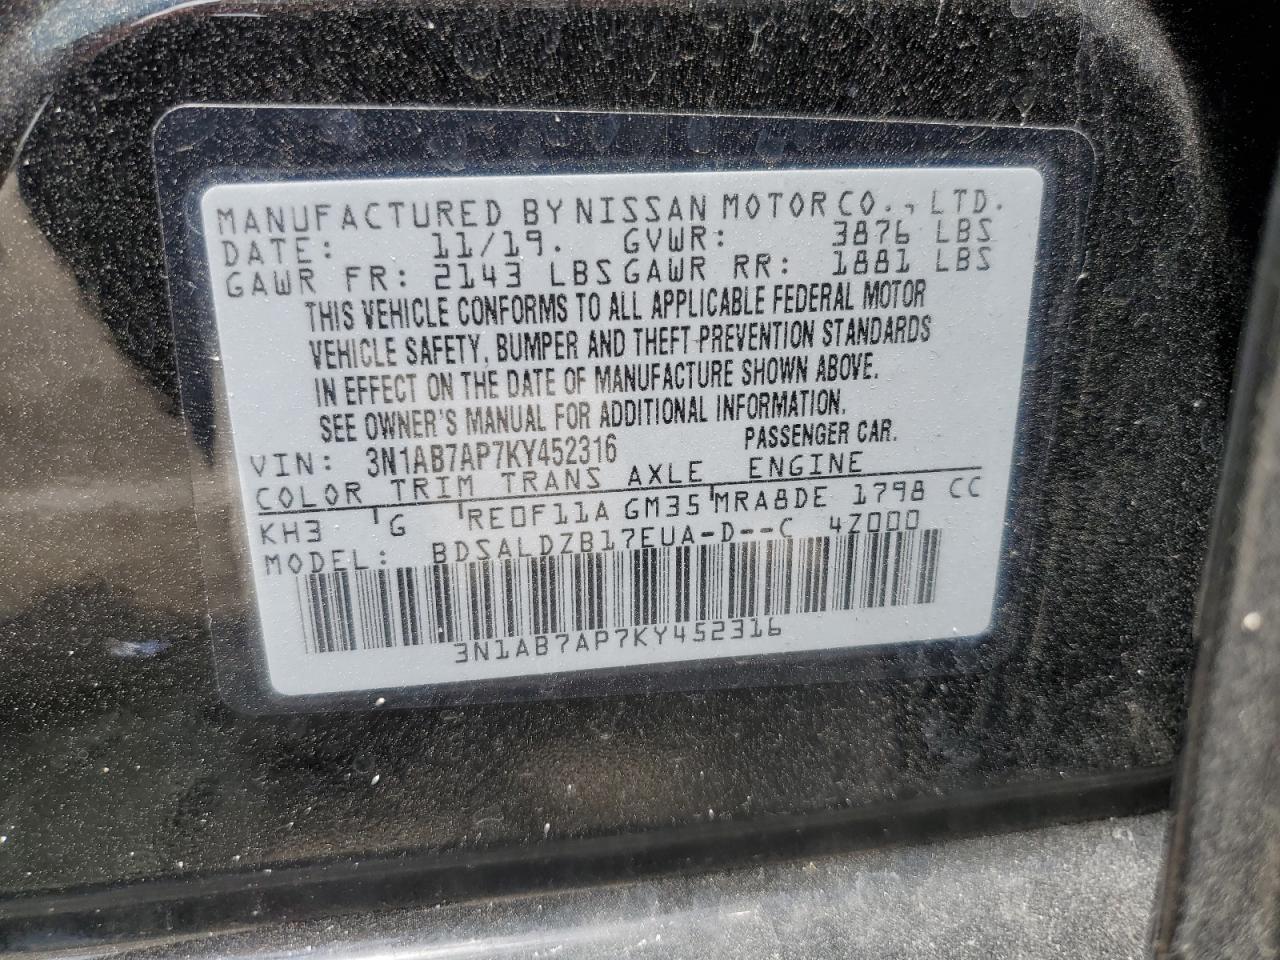 MANUFACTURED BY NISSAN MOTOR CO., LTD.
DATE: 11/19. GVWR: 3876 LBS
GAWR FR: 2143 LBS GAWR RR: 1881 LBS
THIS VEHICLE CONFORMS TO ALL APPLICABLE FEDERAL MOTOR
VEHICLE SAFETY, BUMPER AND THEFT PREVENTION STANDARDS
IN EFFECT ON THE DATE OF MANUFACTURE SHOWN ABOVE.
SEE OWNER'S MANUAL FOR ADDITIONAL INFORMATION.
VIN: 3N1AB7AP7KY452316 PASSENGER CAR.
COLOR TRIM TRANS AXLE ENGINE
KH3 G RE0F11A GM35 MRA8DE 1798 CC
MODEL: BDSALDZB17EUA-D--C 4Z000
3N1AB7AP7KY452316